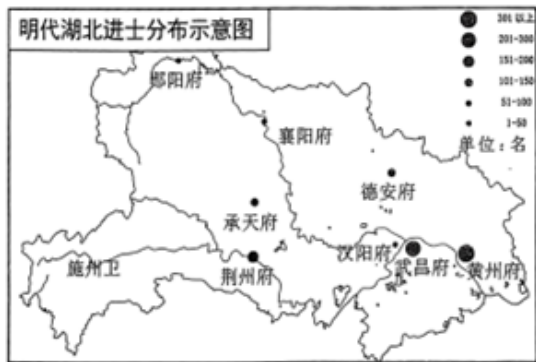 明代湖北进士分布示意图
301以上
201-300
151-200
101-150
51-100
1-50
单位:名
郧阳府
襄阳府
德安府
承天府
汉阳府
武昌府
黄州府
荆州府
施州卫